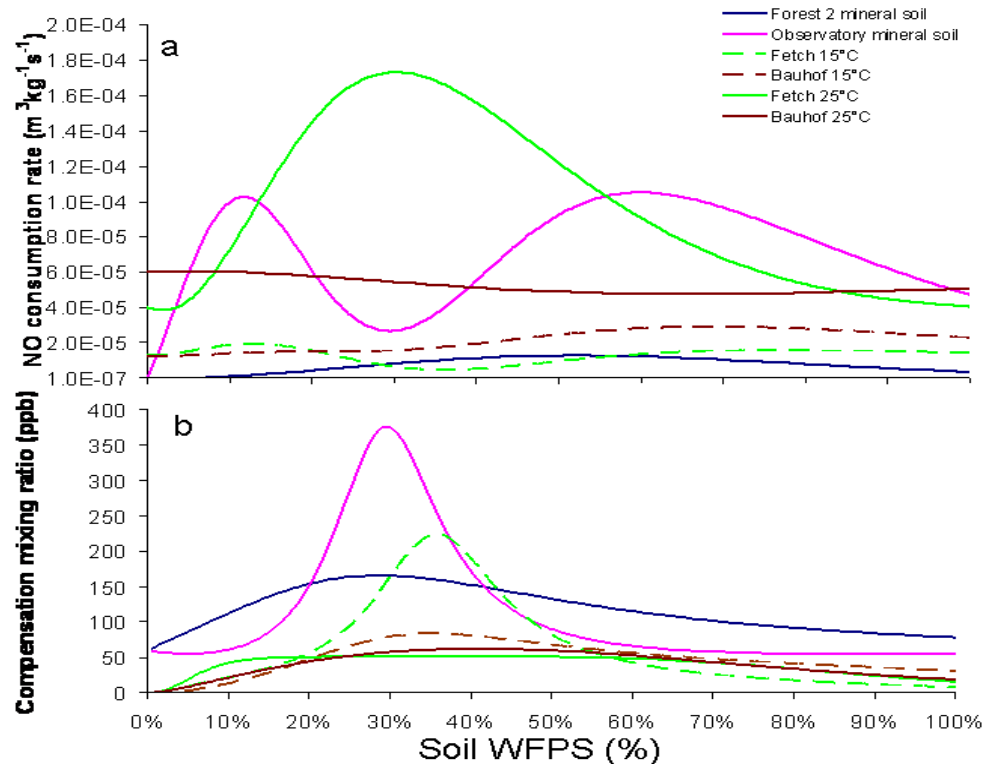 Forest 2 mineral soil
Observatory mineral soil
Fetch 15°C
Bauhof 15°C
Fetch 25°C
Bauhof 25°C
a
NO consumption rate (m³kg⁻¹s⁻¹)
2.0E-04
1.8E-04
1.6E-04
1.4E-04
1.2E-04
1.0E-04
8.0E-05
6.0E-05
4.0E-05
2.0E-05
1.0E-07
b
Compensation mixing ratio (ppb)
400
350
300
250
200
150
100
50
0
0% 10% 20% 30% 40% 50% 60% 70% 80% 90% 100%
Soil WFPS (%)